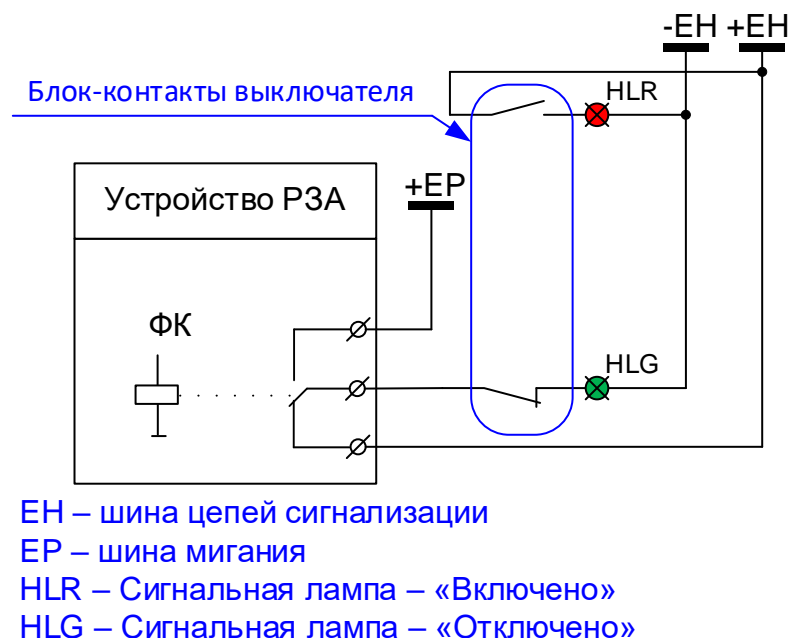 -EH +EH
Блок-контакты выключателя
HLR
Устройство РЗА
+EP
ФК
HLG
EH – шина цепей сигнализации
EP – шина мигания
HLR – Сигнальная лампа – «Включено»
HLG – Сигнальная лампа – «Отключено»